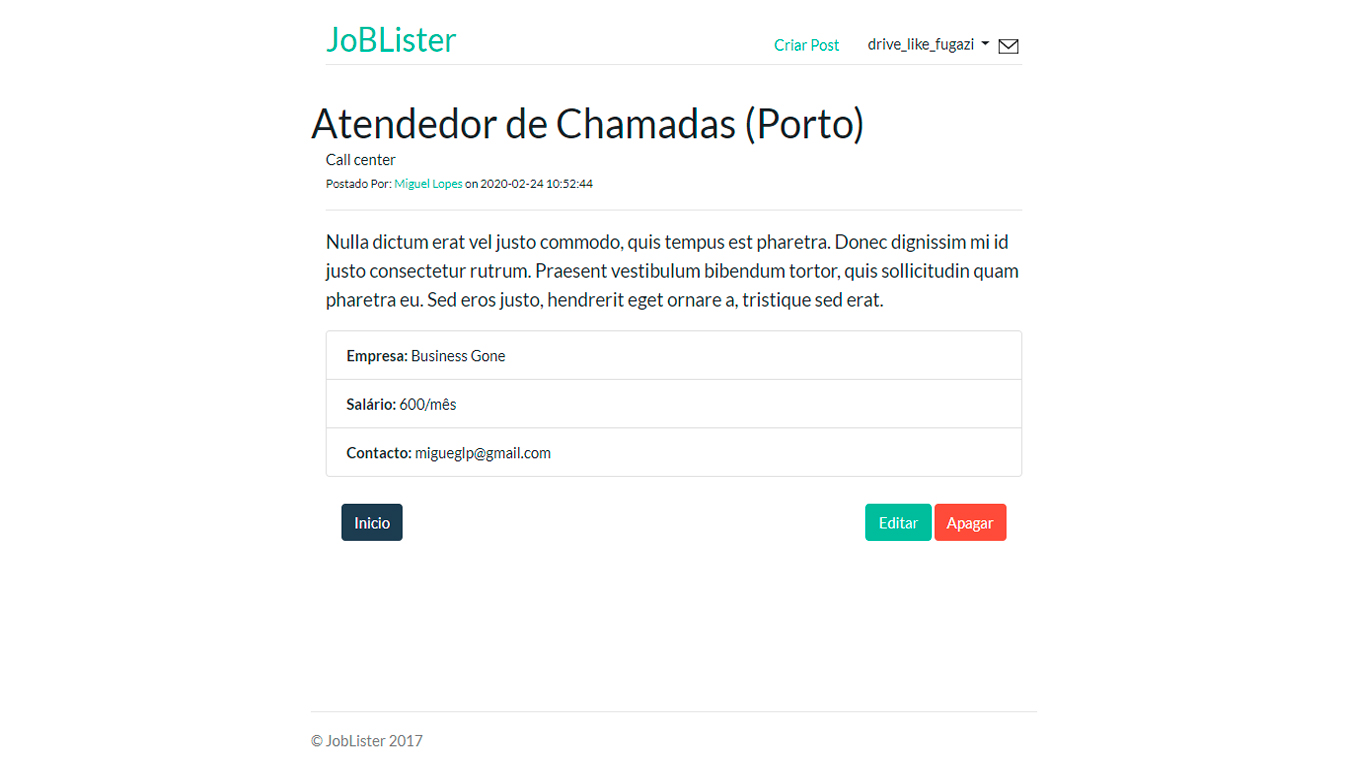 JoBLister
Criar Post
drive_like_fugazi
Atendedor de Chamadas (Porto)
Call center
Postado Por: Miguel Lopes on 2020-02-24 10:52:44
Nulla dictum erat vel justo commodo, quis tempus est pharetra. Donec dignissim mi id
justo consectetur rutrum. Praesent vestibulum bibendum tortor, quis sollicitudin quam
pharetra eu. Sed eros justo, hendrerit eget ornare a, tristique sed erat.
Empresa: Business Gone
Salário: 600/mês
Contacto: migueglp@gmail.com
Inicio
Editar
Apagar
© JobLister 2017